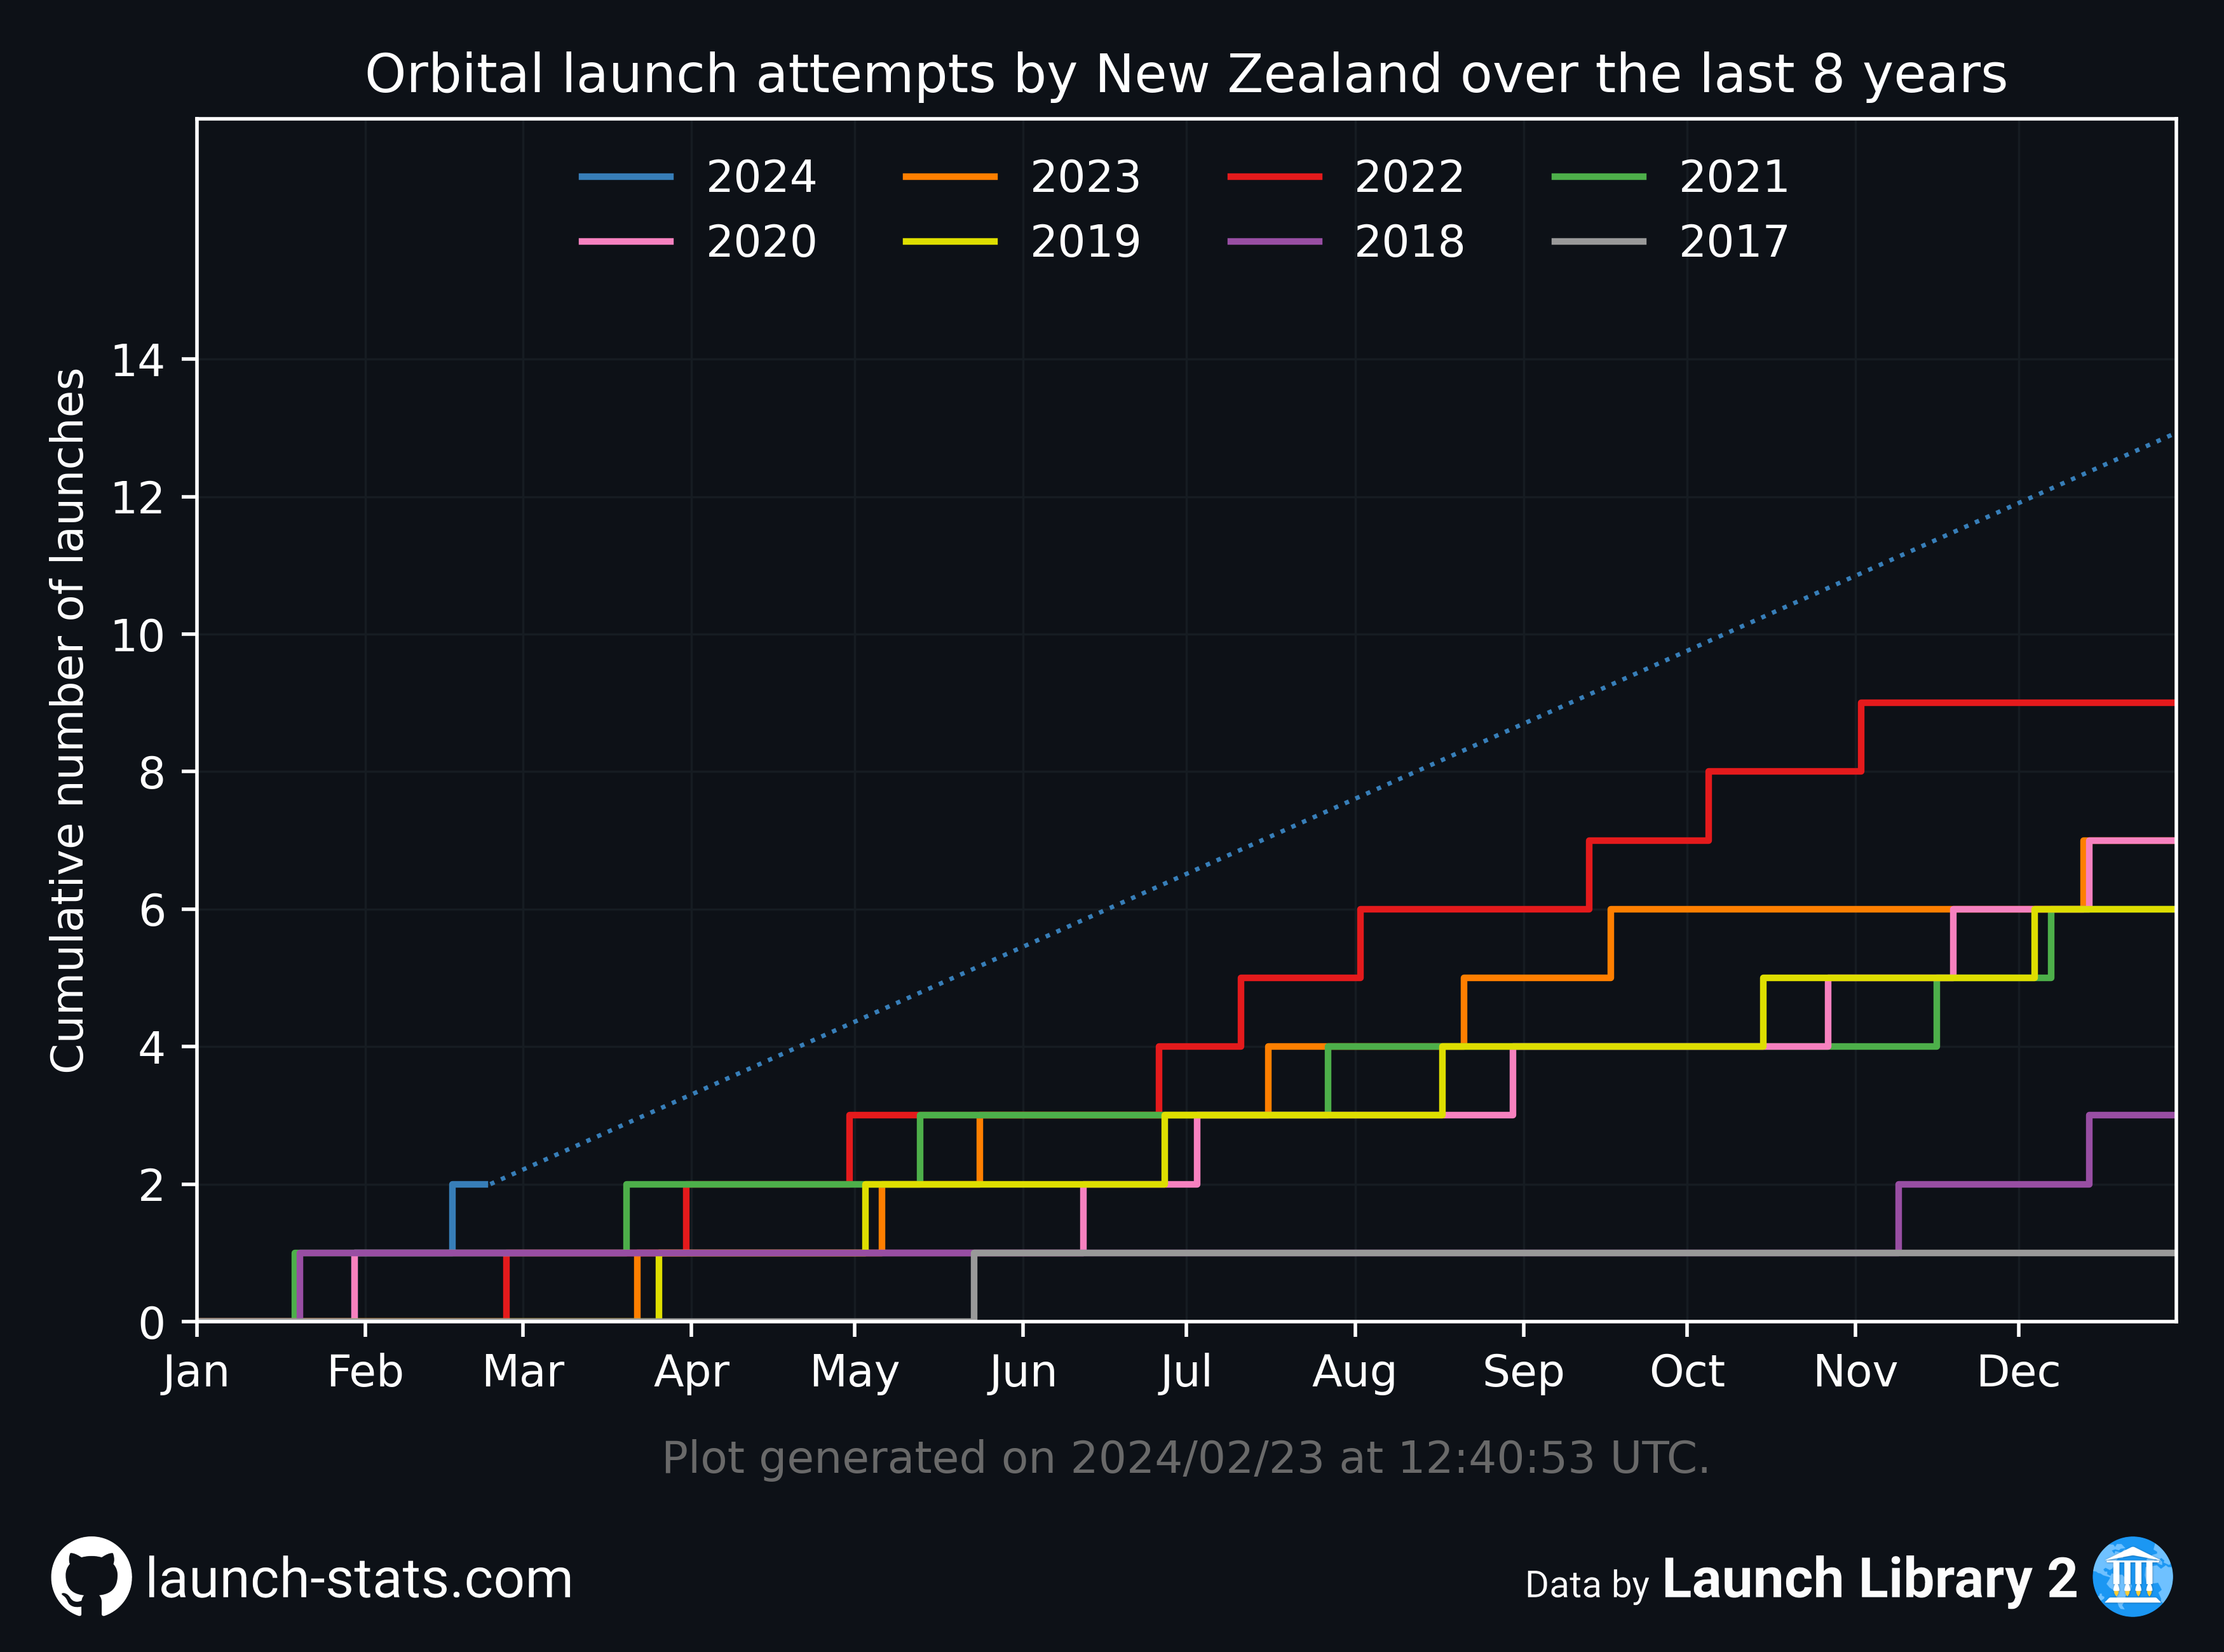 Orbital launch attempts by New Zealand over the last 8 years
2024 2023 2022 2021
2020 2019 2018 2017
Cumulative number of launches
14
12
10
8
6
4
2
0
Jan Feb Mar Apr May Jun Jul Aug Sep Oct Nov Dec
Plot generated on 2024/02/23 at 12:40:53 UTC.
launch-stats.com
Data by Launch Library 2